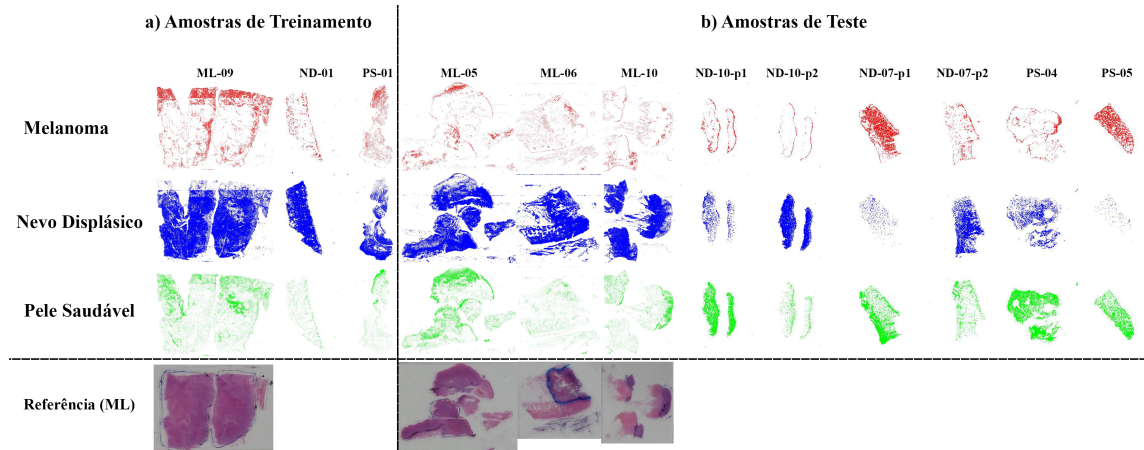 a) Amostras de Treinamento
b) Amostras de Teste
ML-09 ND-01 PS-01 ML-05 ML-06 ML-10 ND-10-p1 ND-10-p2 ND-07-p1 ND-07-p2 PS-04 PS-05
Melanoma
Nevo Displásico
Pele Saudável
Referência (ML)